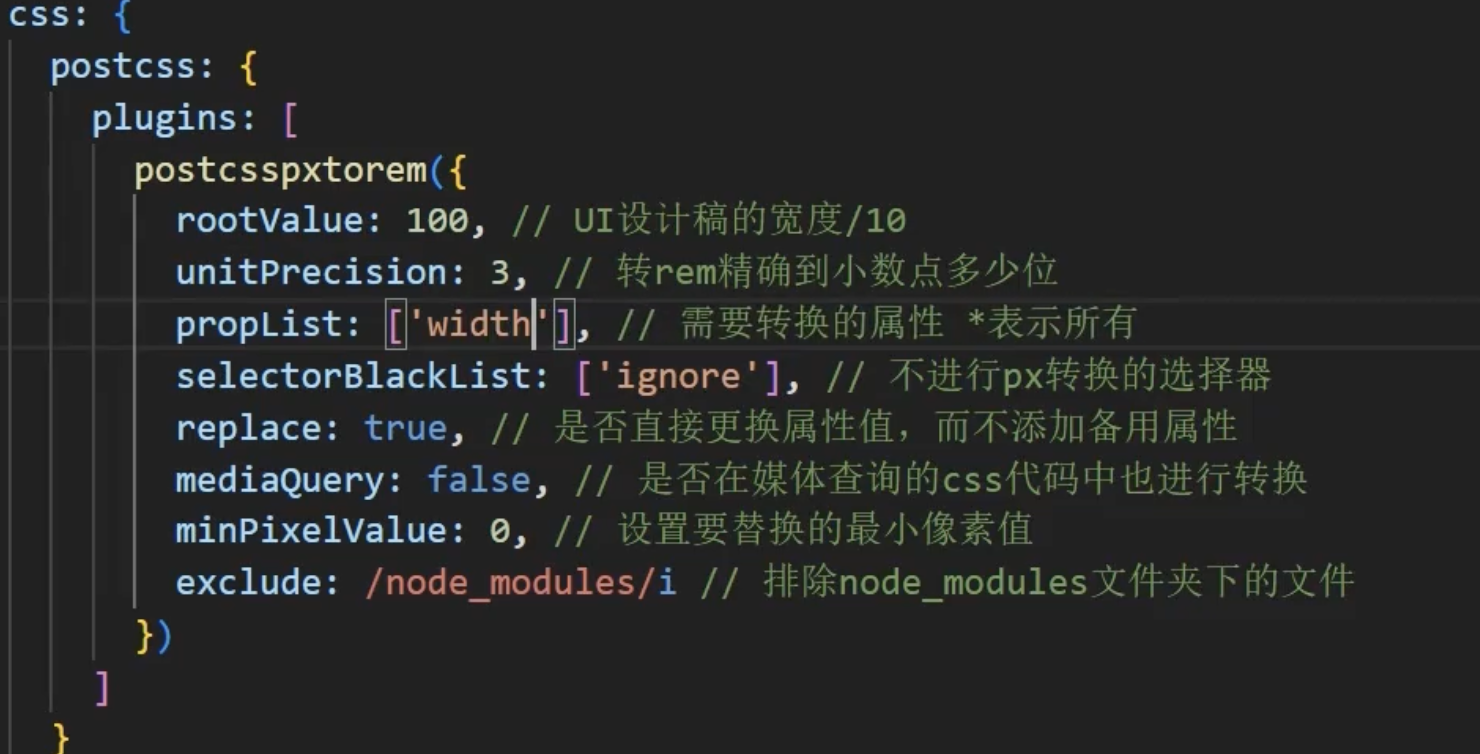 css: {
postcss: {
plugins: [
postcsspxtorem({
rootValue: 100, // UI设计稿的宽度/10
unitPrecision: 3, // 转rem精确到小数点多少位
propList: ['width'], // 需要转换的属性 *表示所有
selectorBlackList: ['ignore'], // 不进行px转换的选择器
replace: true, // 是否直接更换属性值，而不添加备用属性
mediaQuery: false, // 是否在媒体查询的css代码中也进行转换
minPixelValue: 0, // 设置要替换的最小像素值
exclude: /node_modules/i // 排除node_modules文件夹下的文件
})
]
}